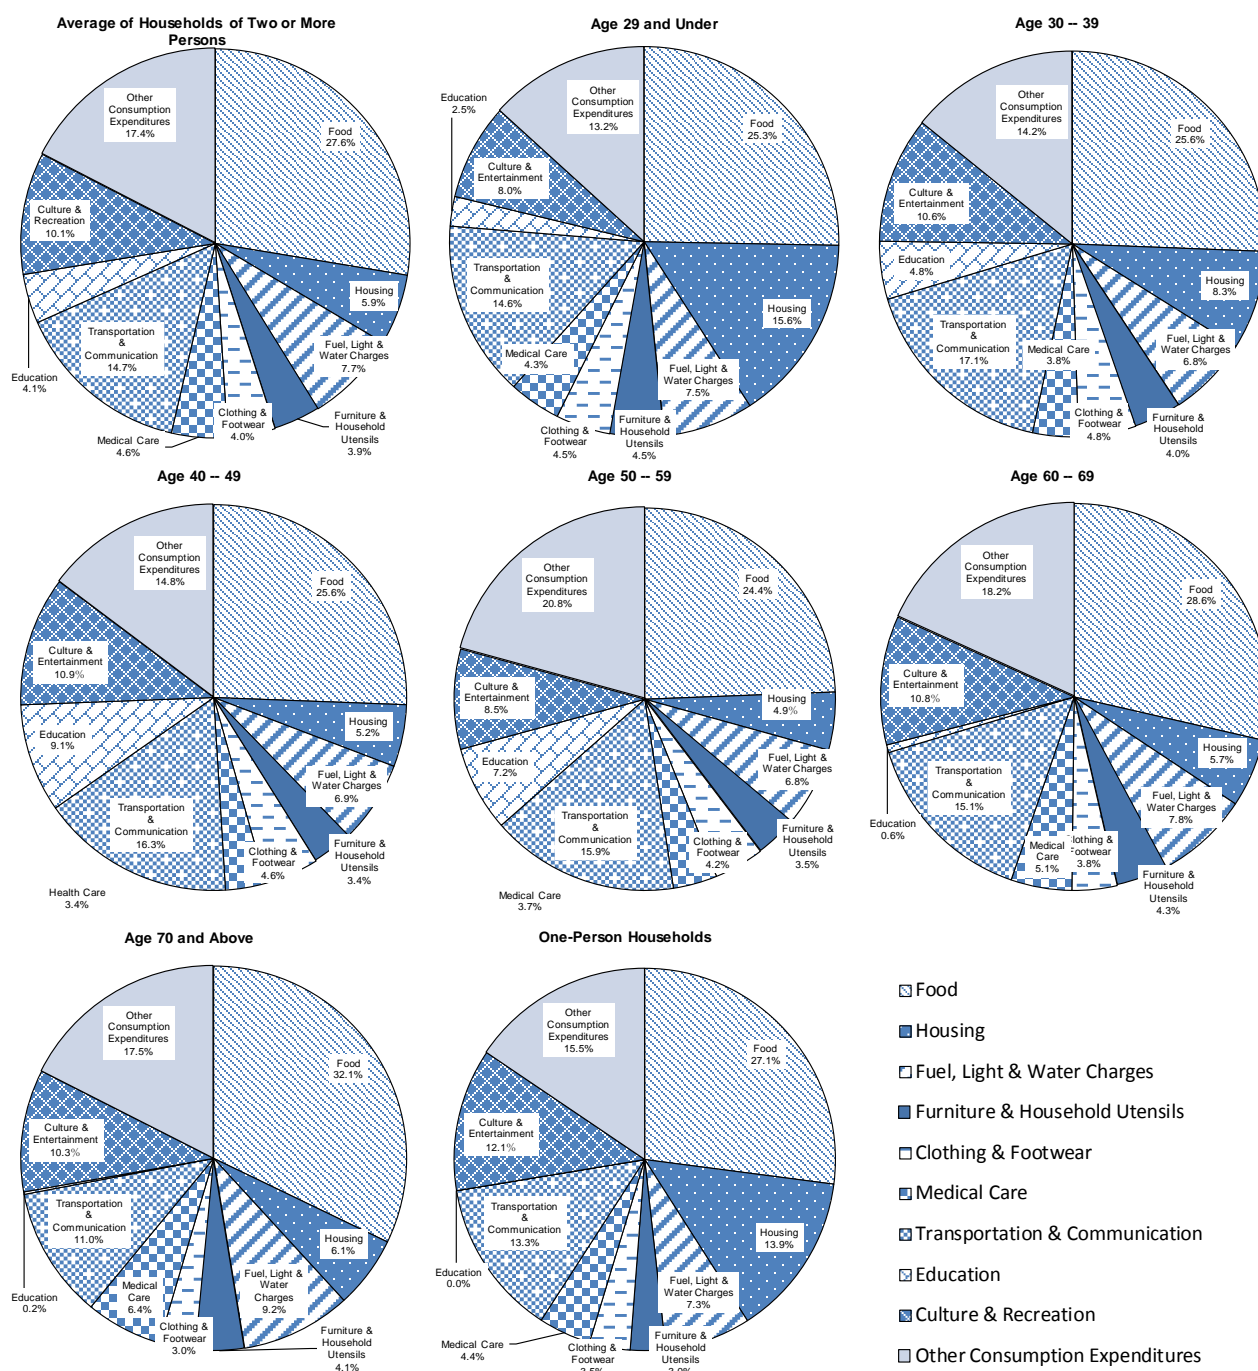 Average of Households of Two or More
Persons
Other
Consumption
Expenditures
17.4%
Food
27.6%
Culture &
Recreation
10.1%
Housing
5.9%
Transportation
&
Communication
14.7%
Fuel, Light &
Water Charges
7.7%
Education
4.1%
Clothing &
Footwear
4.0%
Furniture &
Household
Utensils
3.9%
Medical Care
4.6%
Age 29 and Under
Education
2.5%
Other
Consumption
Expenditures
13.2%
Food
25.3%
Culture &
Entertainment
8.0%
Transportation
&
Communication
14.6%
Housing
15.6%
Medical Care
4.3%
Fuel, Light &
Water Charges
7.5%
Clothing &
Footwear
4.5%
Furniture &
Household
Utensils
4.5%
Age 30 -- 39
Other
Consumption
Expenditures
14.2%
Food
25.6%
Culture &
Entertainment
10.6%
Education
4.8%
Housing
8.3%
Transportation
&
Communication
17.1%
Medical Care
3.8%
Fuel, Light &
Water Charges
6.8%
Clothing &
Footwear
4.8%
Furniture &
Household
Utensils
4.0%
Age 40 -- 49
Other
Consumption
Expenditures
14.8%
Food
25.6%
Culture &
Entertainment
10.9%
Housing
5.2%
Education
9.1%
Fuel, Light &
Water Charges
6.9%
Transportation
&
Communication
16.3%
Clothing &
Footwear
4.6%
Furniture &
Household
Utensils
3.4%
Health Care
3.4%
Age 50 -- 59
Other
Consumption
Expenditures
20.8%
Food
24.4%
Culture &
Entertainment
8.5%
Housing
4.9%
Education
7.2%
Fuel, Light &
Water Charges
6.8%
Transportation
&
Communication
15.9%
Clothing &
Footwear
4.2%
Furniture &
Household
Utensils
3.5%
Medical Care
3.7%
Age 60 -- 69
Other
Consumption
Expenditures
18.2%
Food
28.6%
Culture &
Entertainment
10.8%
Housing
5.7%
Transportation
&
Communication
15.1%
Fuel, Light &
Water Charges
7.8%
Education
0.6%
Medical
Care
5.1%
Clothing &
Footwear
3.8%
Furniture &
Household
Utensils
4.3%
Age 70 and Above
Other
Consumption
Expenditures
17.5%
Food
32.1%
Culture &
Entertainment
10.3%
Transportation
&
Communication
11.0%
Housing
6.1%
Education
0.2%
Medical
Care
6.4%
Fuel, Light &
Water
Charges
9.2%
Clothing &
Footwear
3.0%
Furniture &
Household
Utensils
4.1%
One-Person Households
Other
Consumption
Expenditures
15.5%
Food
27.1%
Culture &
Entertainment
12.1%
Transportation
&
Communication
13.3%
Housing
13.9%
Education
0.0%
Fuel, Light &
Water Charges
7.3%
Medical Care
4.4%
Clothing &
Footwear
Furniture &
Household
Utensils
Food
Housing
Fuel, Light & Water Charges
Furniture & Household Utensils
Clothing & Footwear
Medical Care
Transportation & Communication
Education
Culture & Recreation
Other Consumption Expenditures